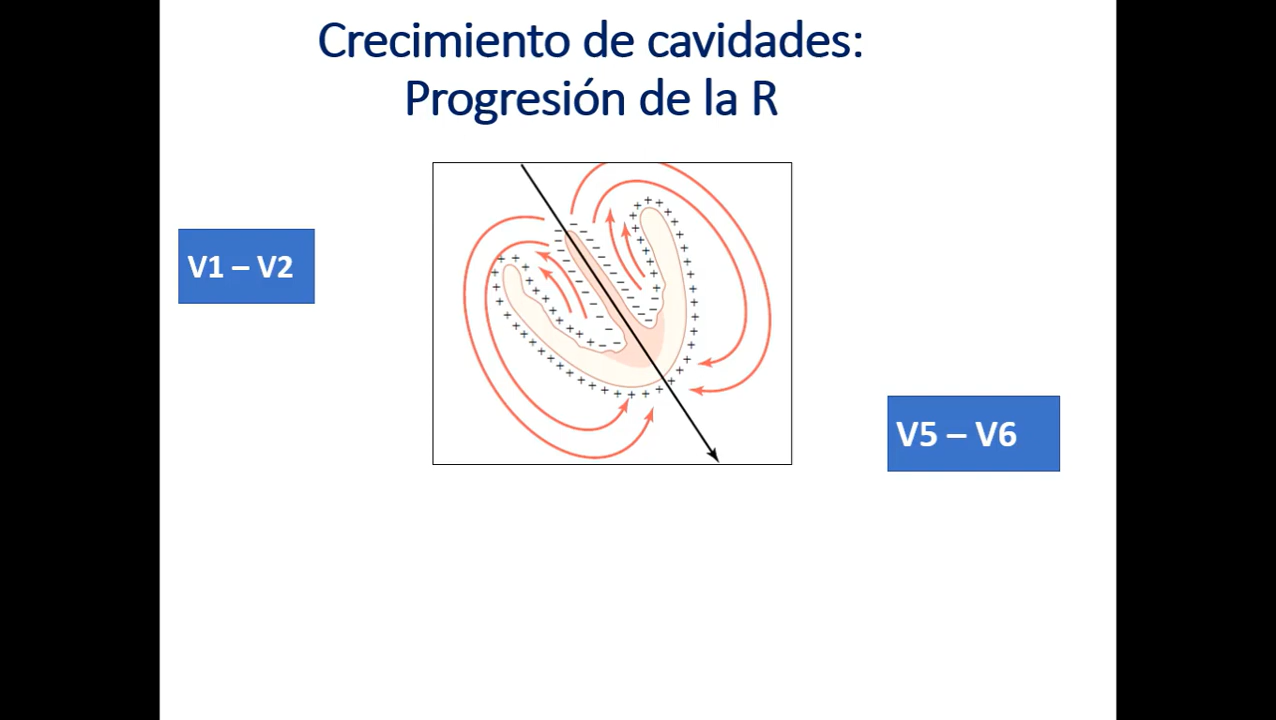 Crecimiento de cavidades:
Progresión de la R
V1 – V2
V5 – V6